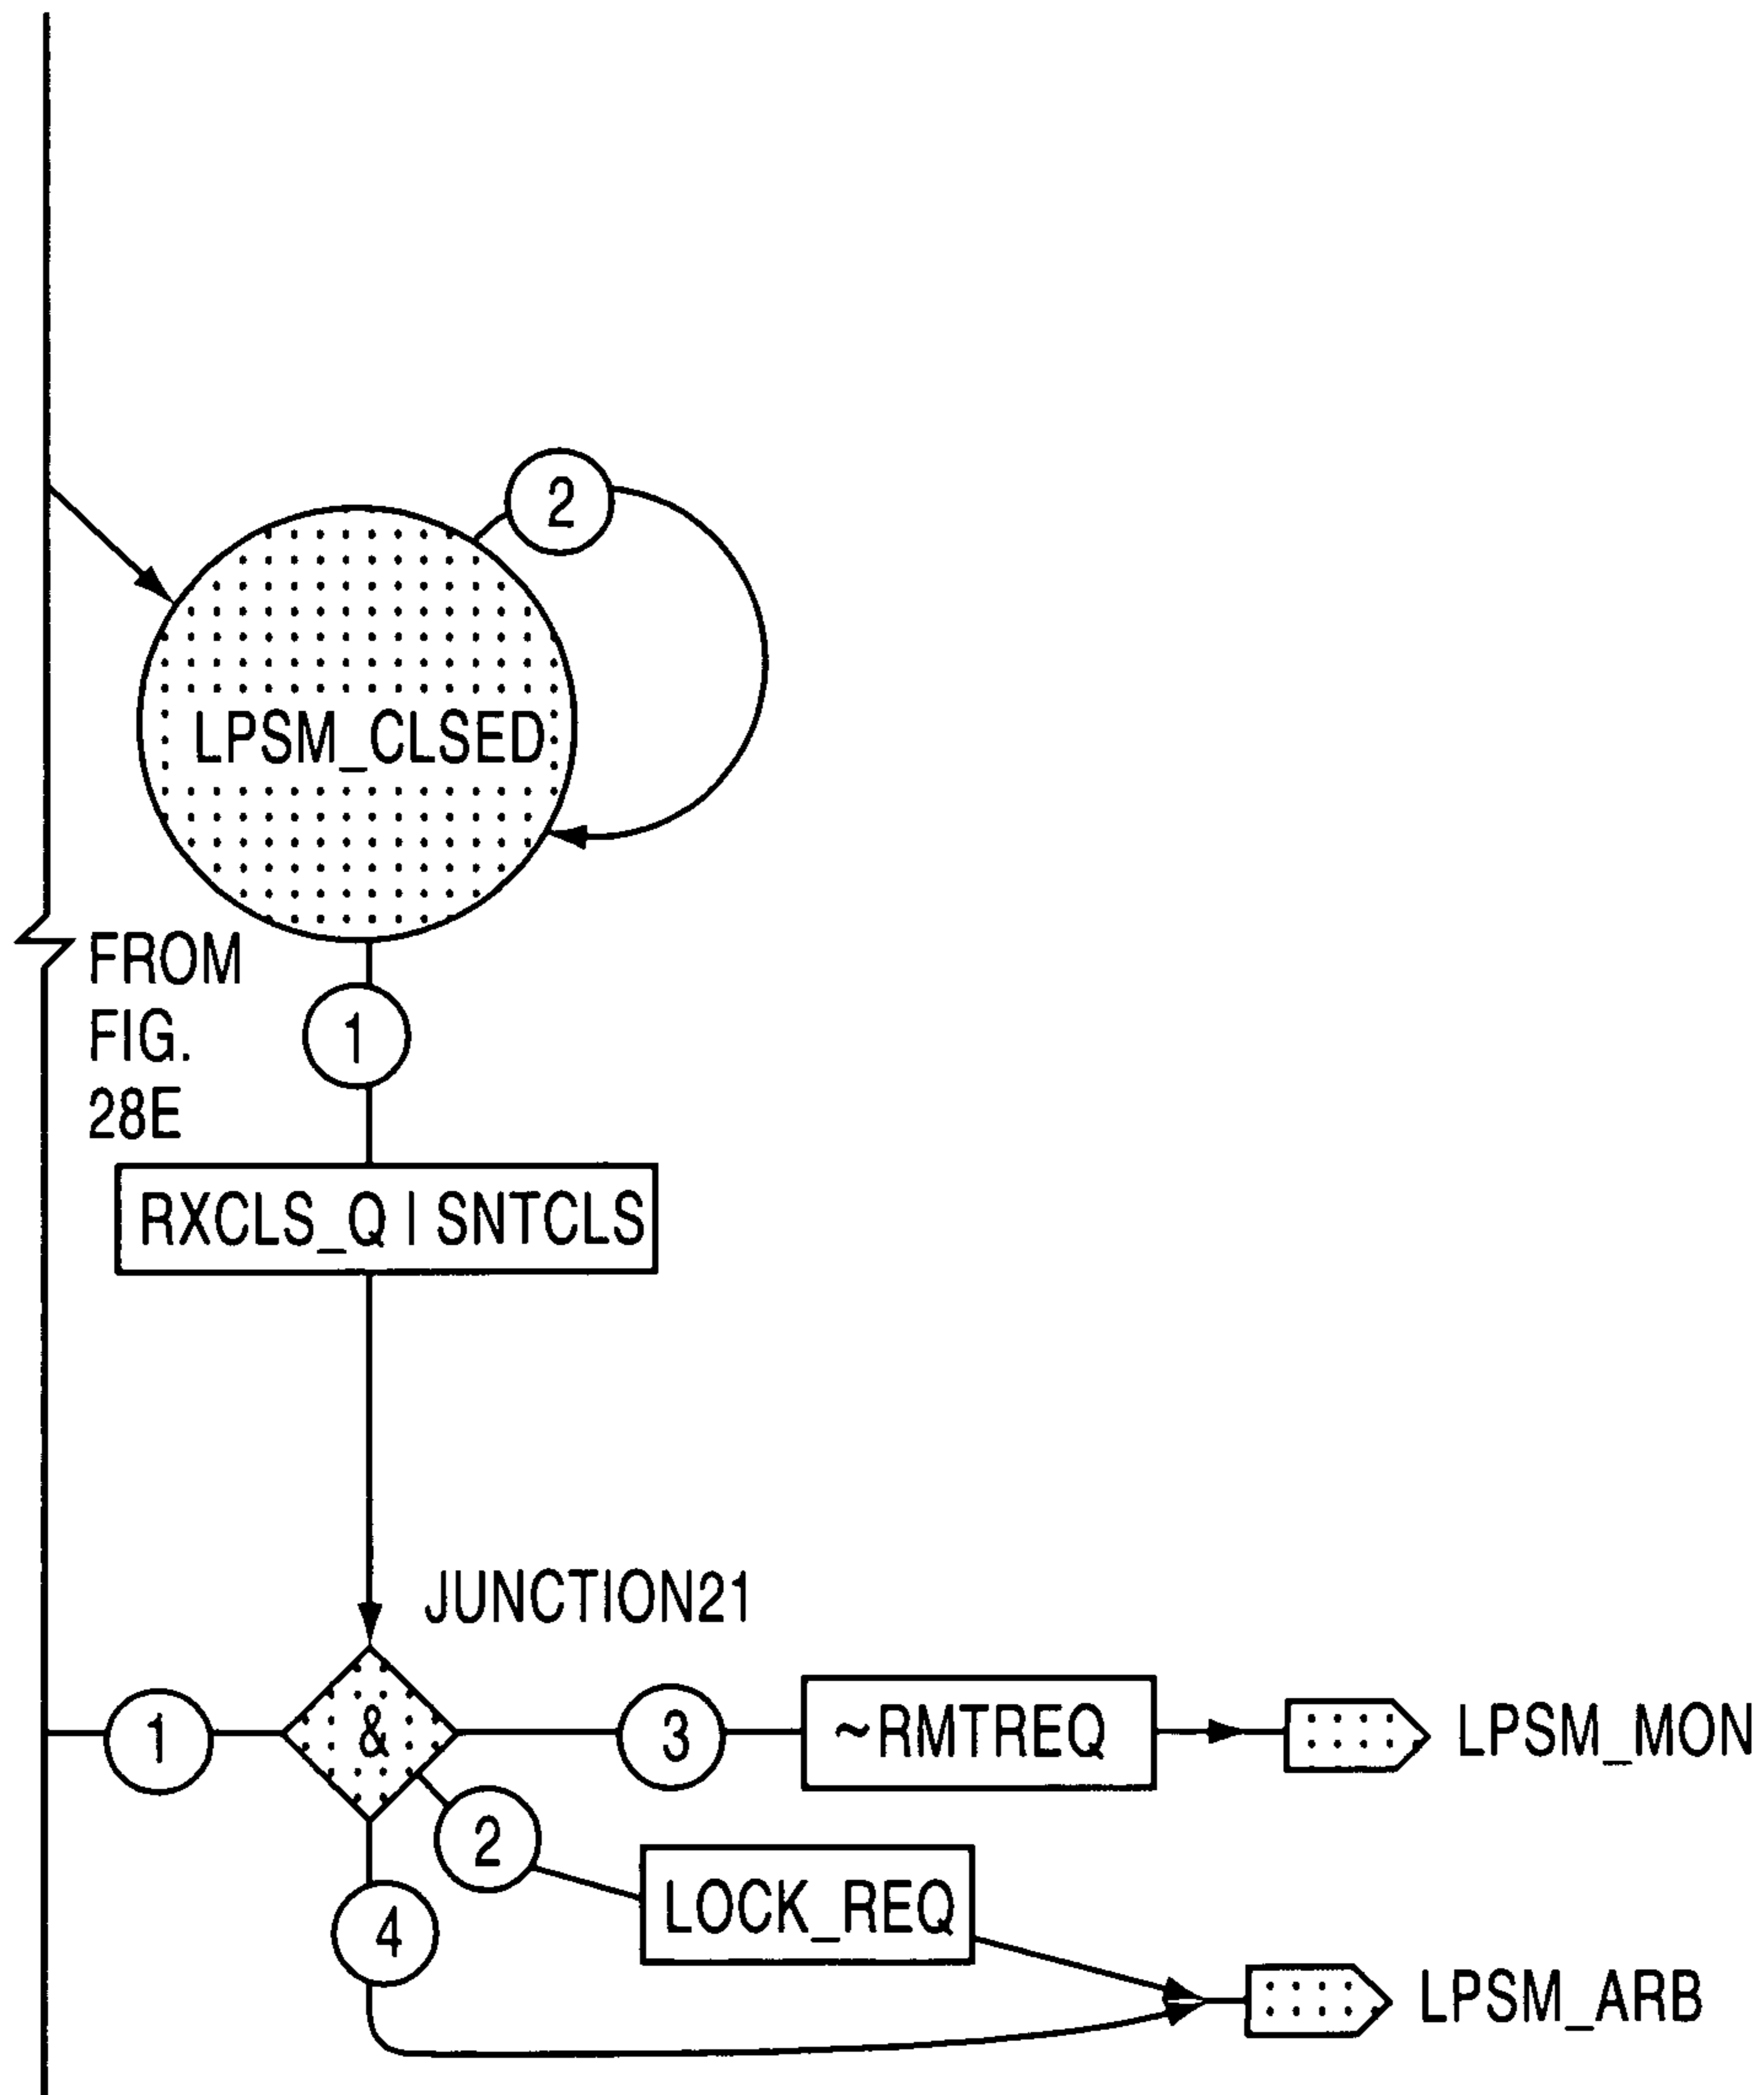 2
LPSM_CLSED
FROM
FIG.
28E
1
RXCLS_Q | SNTCLS
JUNCTION21
1
&
3
~RMTREQ
LPSM_MON
2
LOCK_REQ
4
LPSM_ARB